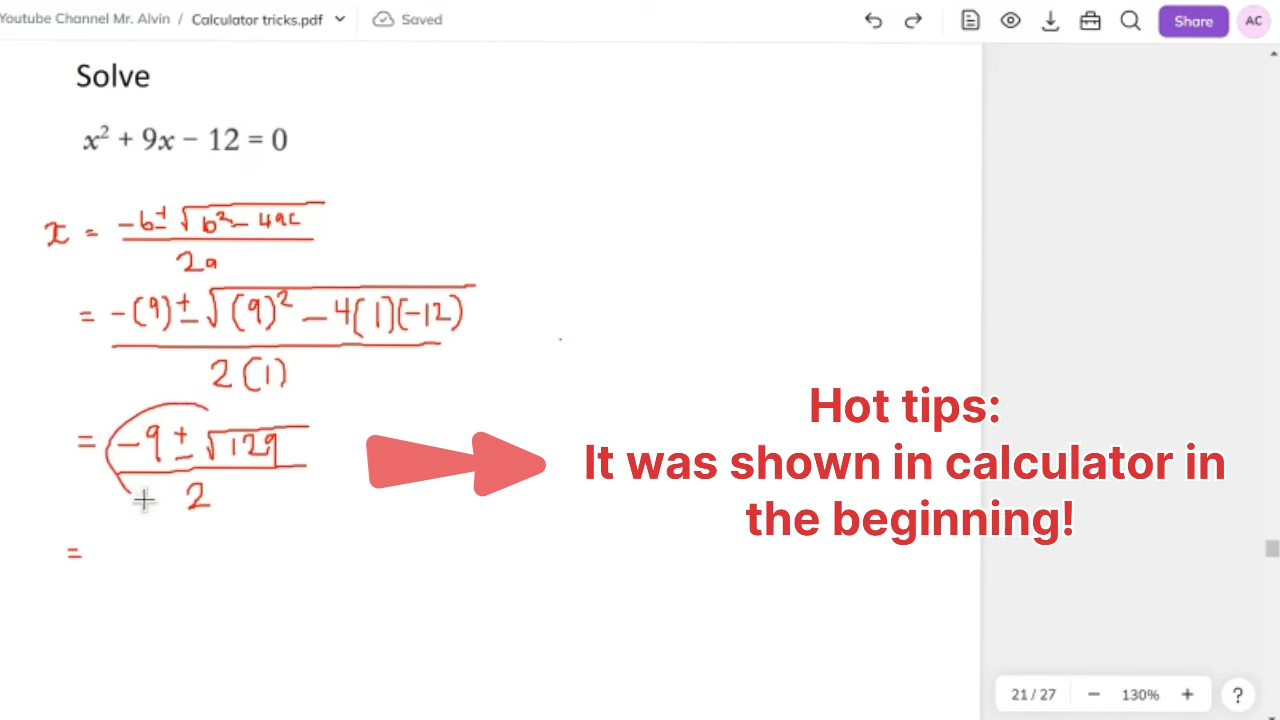 Youtube Channel Mr. Alvin / Calculator tricks.pdf Saved Share AC
Solve
x² + 9x − 12 = 0
x = -b ± √b² - 4ac
2a
= -(9) ± √(9)² - 4(1)(-12)
2(1)
= -9 ± √129
2
=
Hot tips:
It was shown in calculator in
the beginning!
21 / 27 − 130% + ?